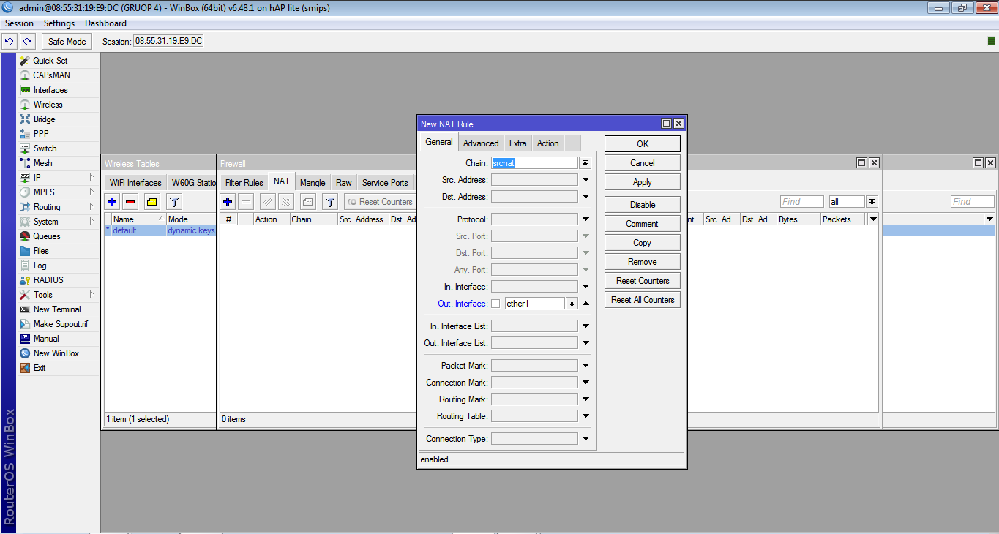 admin@08:55:31:19:E9:DC (GRUOP 4) - WinBox (64bit) v6.48.1 on hAP lite (smips)
Session Settings Dashboard
Safe Mode Session: 08:55:31:19:E9:DC
Quick Set
CAPsMAN
Interfaces
Wireless
Bridge
PPP
Switch
Mesh
IP
MPLS
Routing
System
Queues
Files
Log
RADIUS
Tools
New Terminal
Make Supout.rif
Manual
New WinBox
Exit
RouterOS WinBox
Wireless Tables
WiFi Interfaces W60G Statio
Name Mode
* default dynamic keys
1 item (1 selected)
Firewall
Filter Rules NAT Mangle Raw Service Ports
Reset Counters
Find all
# Action Chain Src. Address Dst. Ad
nt... Src. Ad... Dst. Ad... Bytes Packets
0 items
Find
New NAT Rule
General Advanced Extra Action ...
Chain: srcnat
Src. Address:
Dst. Address:
Protocol:
Src. Port:
Dst. Port:
Any. Port:
In. Interface:
Out. Interface: ether1
In. Interface List:
Out. Interface List:
Packet Mark:
Connection Mark:
Routing Mark:
Routing Table:
Connection Type:
enabled
OK
Cancel
Apply
Disable
Comment
Copy
Remove
Reset Counters
Reset All Counters